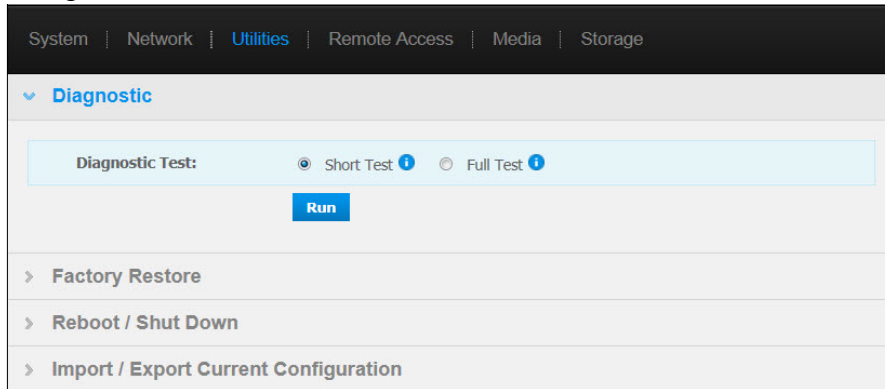 System | Network | Utilities | Remote Access | Media | Storage
Diagnostic
Diagnostic Test: Short Test i Full Test i
Run
Factory Restore
Reboot / Shut Down
Import / Export Current Configuration